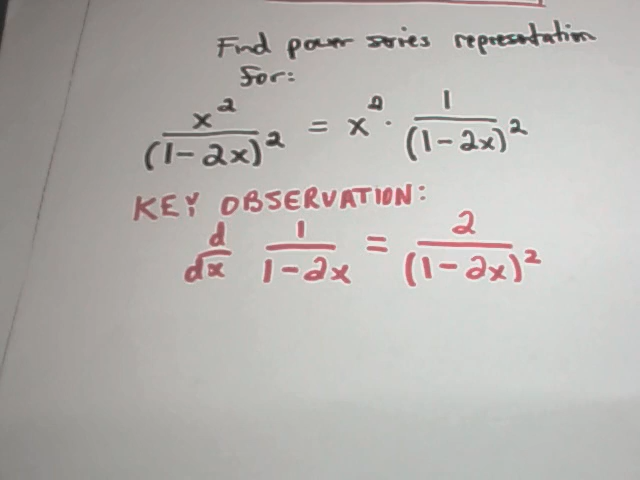 Find power series representation
for:
x²/(1-2x)² = x² · 1/(1-2x)²
KEY OBSERVATION:
d/dx 1/(1-2x) = 2/(1-2x)²